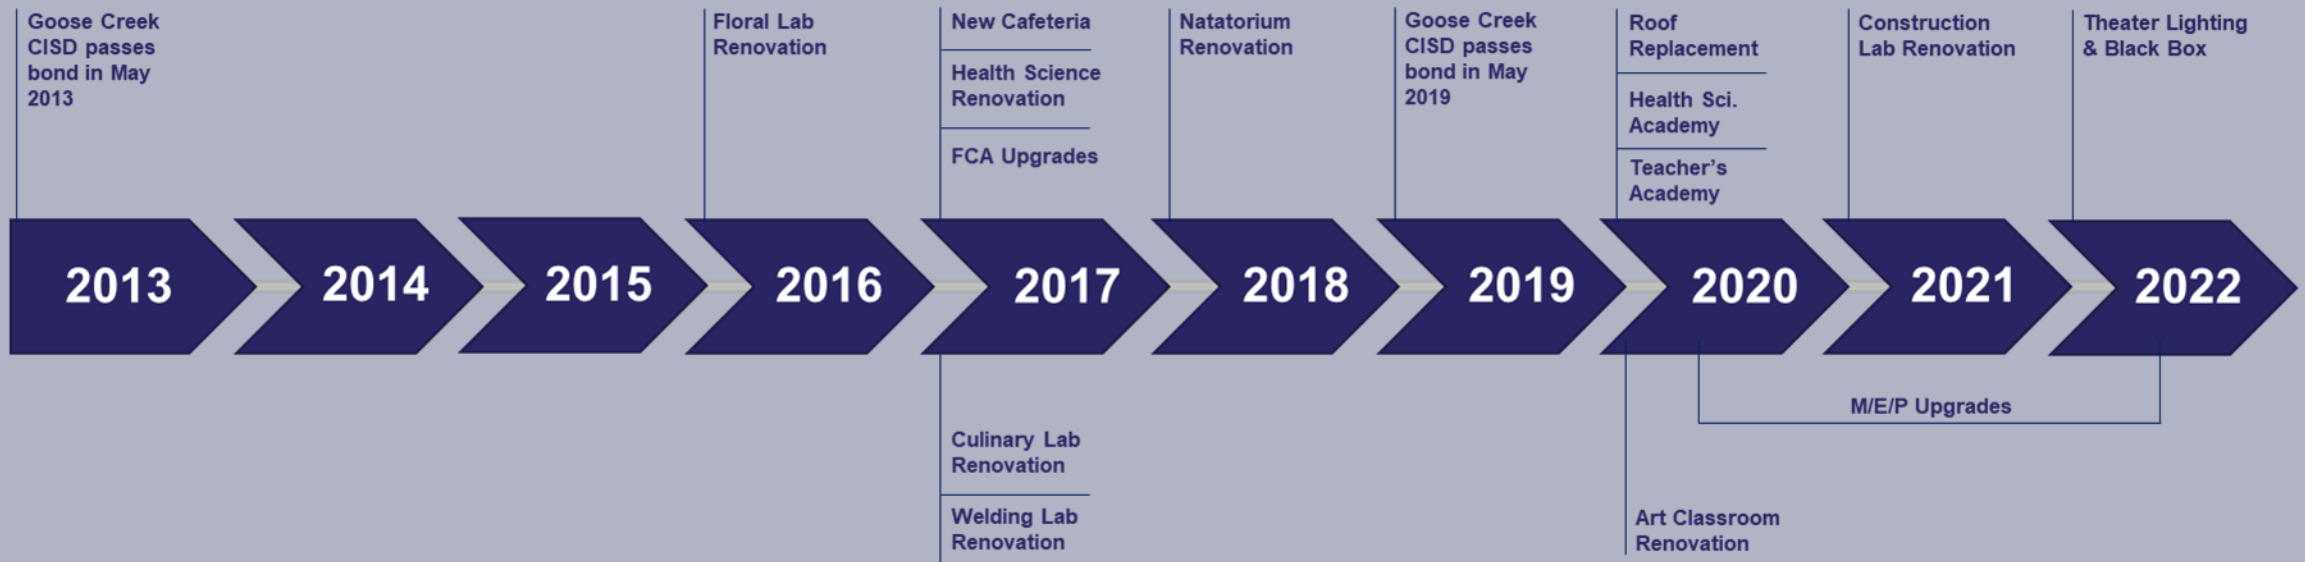 Goose Creek
CISD passes
bond in May
2013
Floral Lab
Renovation
New Cafeteria
Health Science
Renovation
FCA Upgrades
Natatorium
Renovation
Goose Creek
CISD passes
bond in May
2019
Roof
Replacement
Health Sci.
Academy
Teacher’s
Academy
Construction
Lab Renovation
Theater Lighting
& Black Box
2013
2014
2015
2016
2017
2018
2019
2020
2021
2022
Culinary Lab
Renovation
Welding Lab
Renovation
M/E/P Upgrades
Art Classroom
Renovation